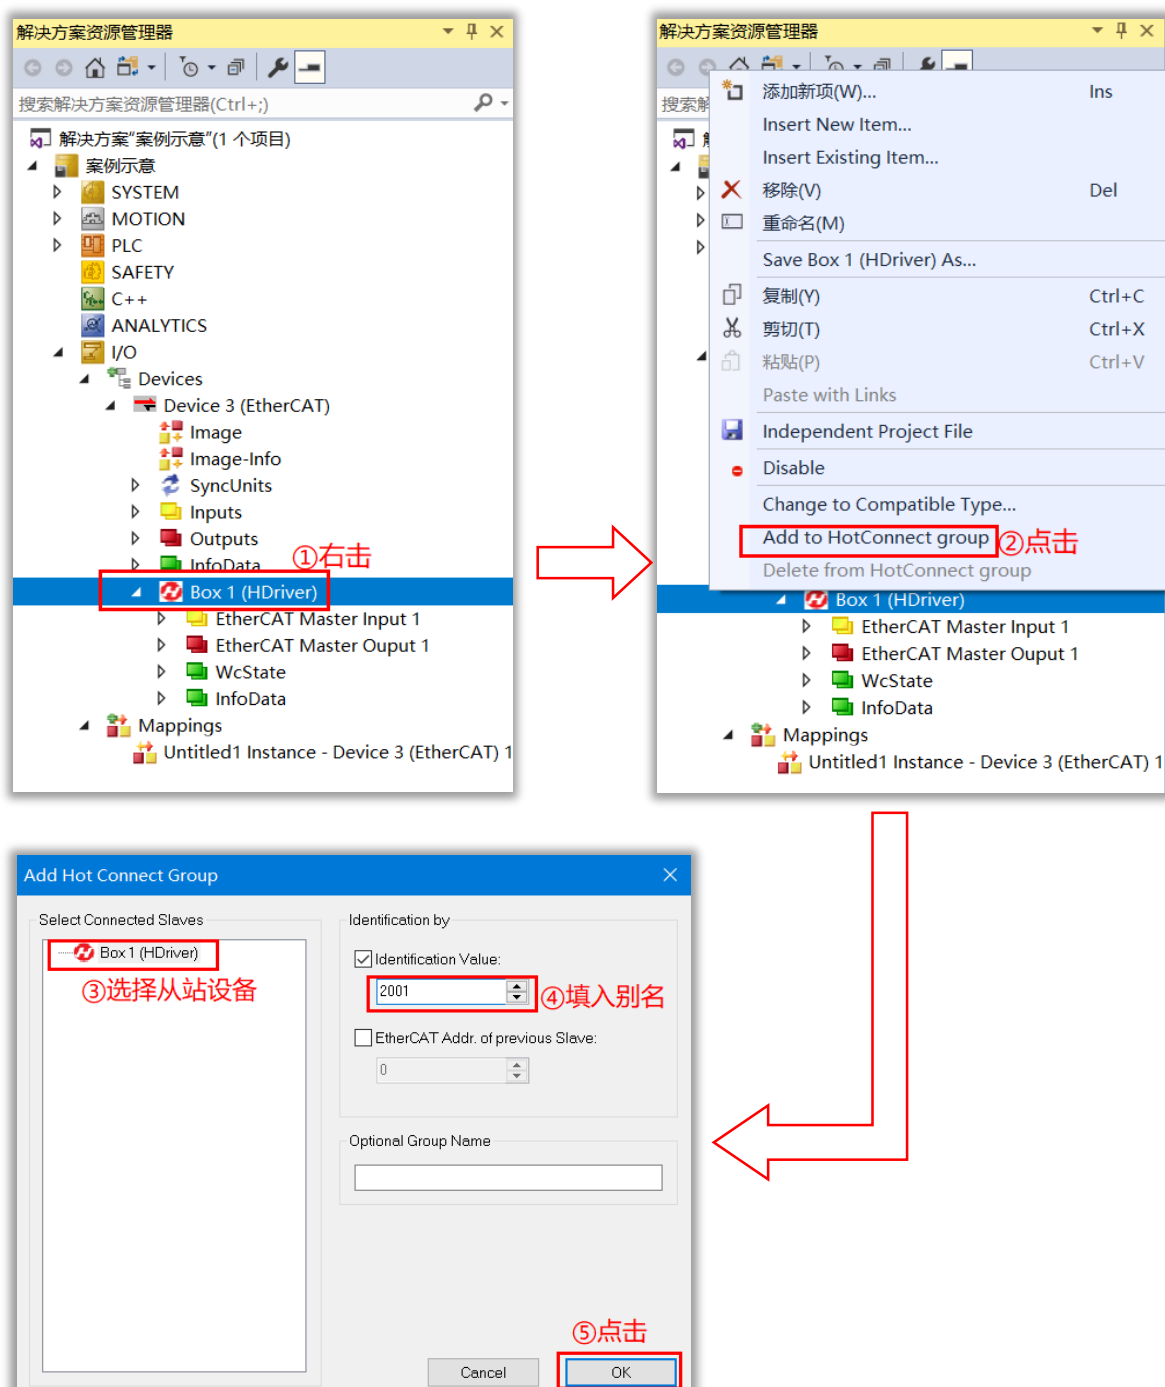 解决方案资源管理器
搜索解决方案资源管理器(Ctrl+;)
解决方案"案例示意"(1 个项目)
案例示意
SYSTEM
MOTION
PLC
SAFETY
C++
ANALYTICS
I/O
Devices
Device 3 (EtherCAT)
Image
Image-Info
SyncUnits
Inputs
Outputs
InfoData
①右击
Box 1 (HDriver)
EtherCAT Master Input 1
EtherCAT Master Ouput 1
WcState
InfoData
Mappings
Untitled1 Instance - Device 3 (EtherCAT) 1
解决方案资源管理器
搜索解
添加新项(W)... Ins
Insert New Item...
Insert Existing Item...
移除(V) Del
重命名(M)
Save Box 1 (HDriver) As...
复制(Y) Ctrl+C
剪切(T) Ctrl+X
粘贴(P) Ctrl+V
Paste with Links
Independent Project File
Disable
Change to Compatible Type...
Add to HotConnect group
②点击
Delete from HotConnect group
Box 1 (HDriver)
EtherCAT Master Input 1
EtherCAT Master Ouput 1
WcState
InfoData
Mappings
Untitled1 Instance - Device 3 (EtherCAT) 1
Add Hot Connect Group
Select Connected Slaves
Box 1 (HDriver)
③选择从站设备
Identification by
Identification Value:
2001
④填入别名
EtherCAT Addr. of previous Slave:
0
Optional Group Name
⑤点击
Cancel
OK